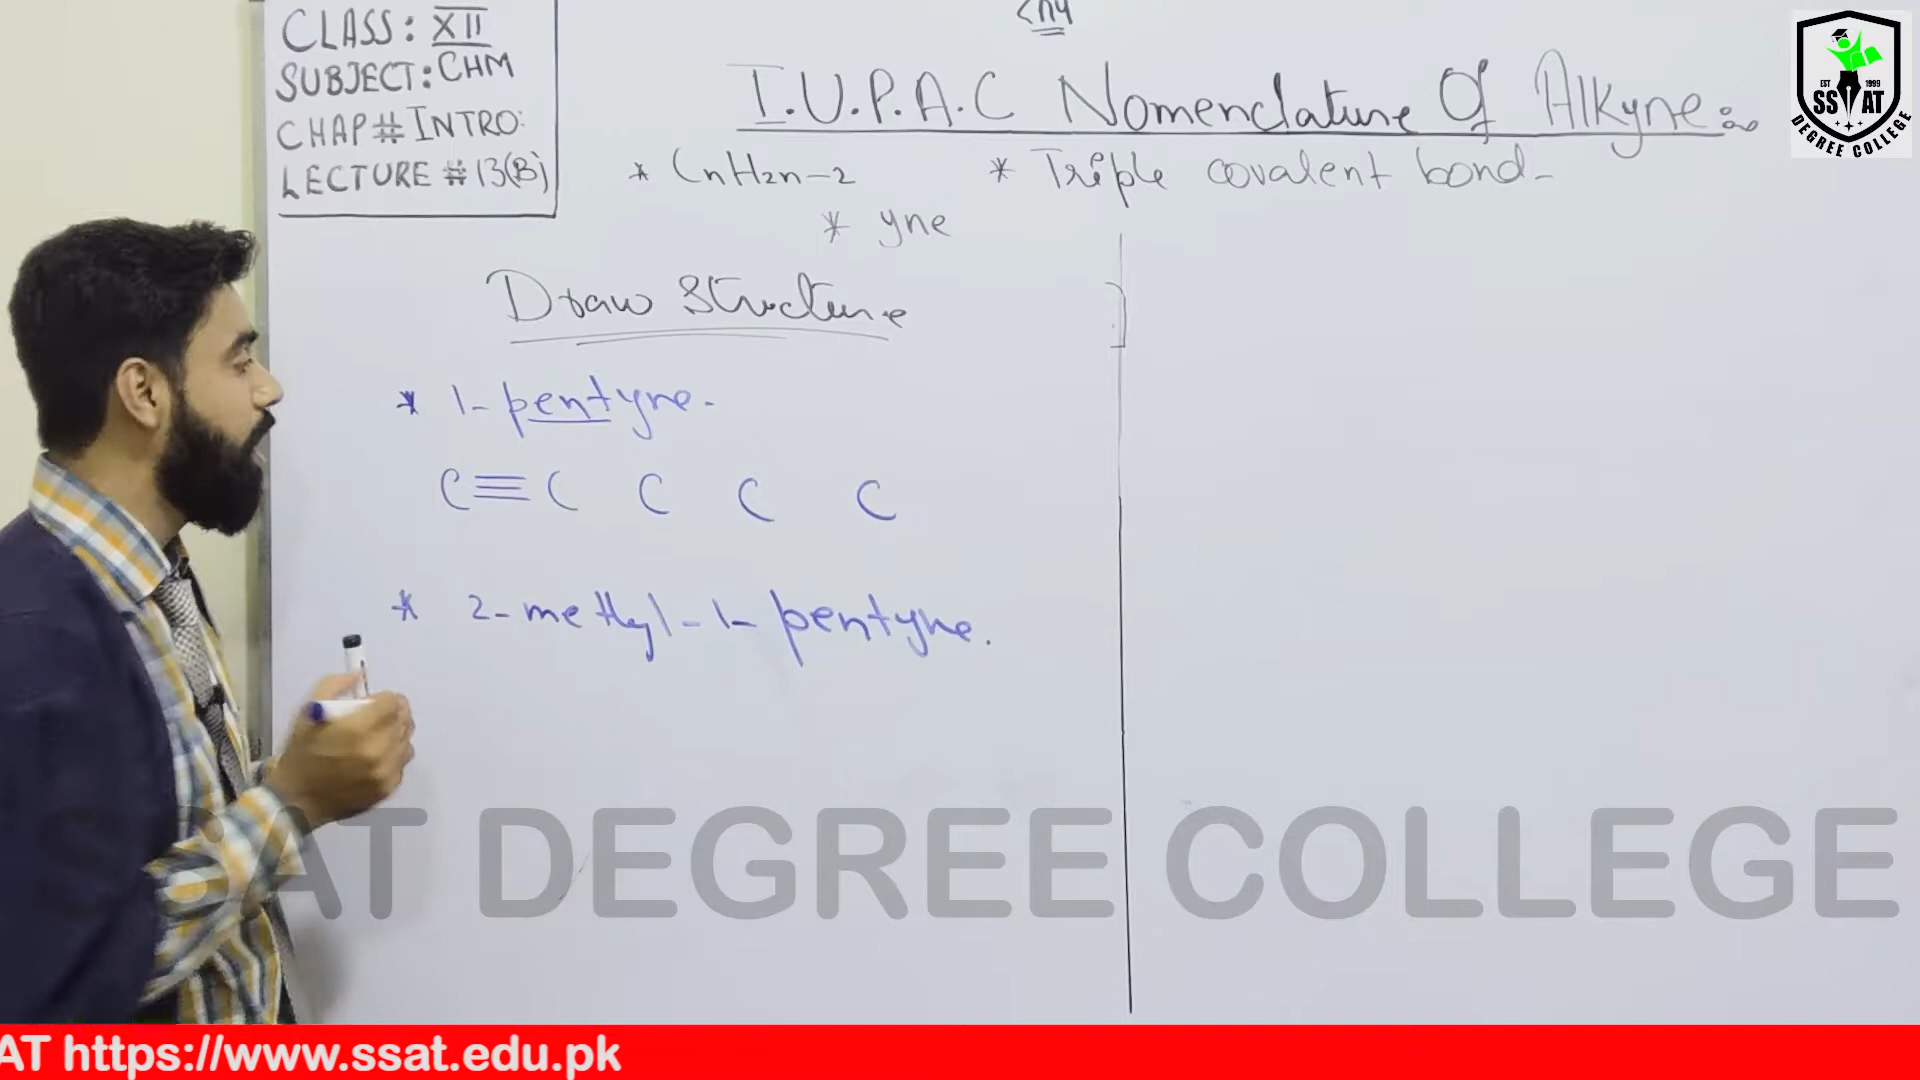 CLASS: XII
SUBJECT: CHM
CHAP# INTRO:
LECTURE #13(B)
I.U.P.A.C Nomenclature Of Alkyne:
* CnH2n-2 * Triple covalent bond-
* yne
Draw Structure
* 1-pentyne.
C≡C C C C
* 2-methyl-1-pentyne.
EST 1999
SS AT
DEGREE COLLEGE
SSAT DEGREE COLLEGE
AT https://www.ssat.edu.pk